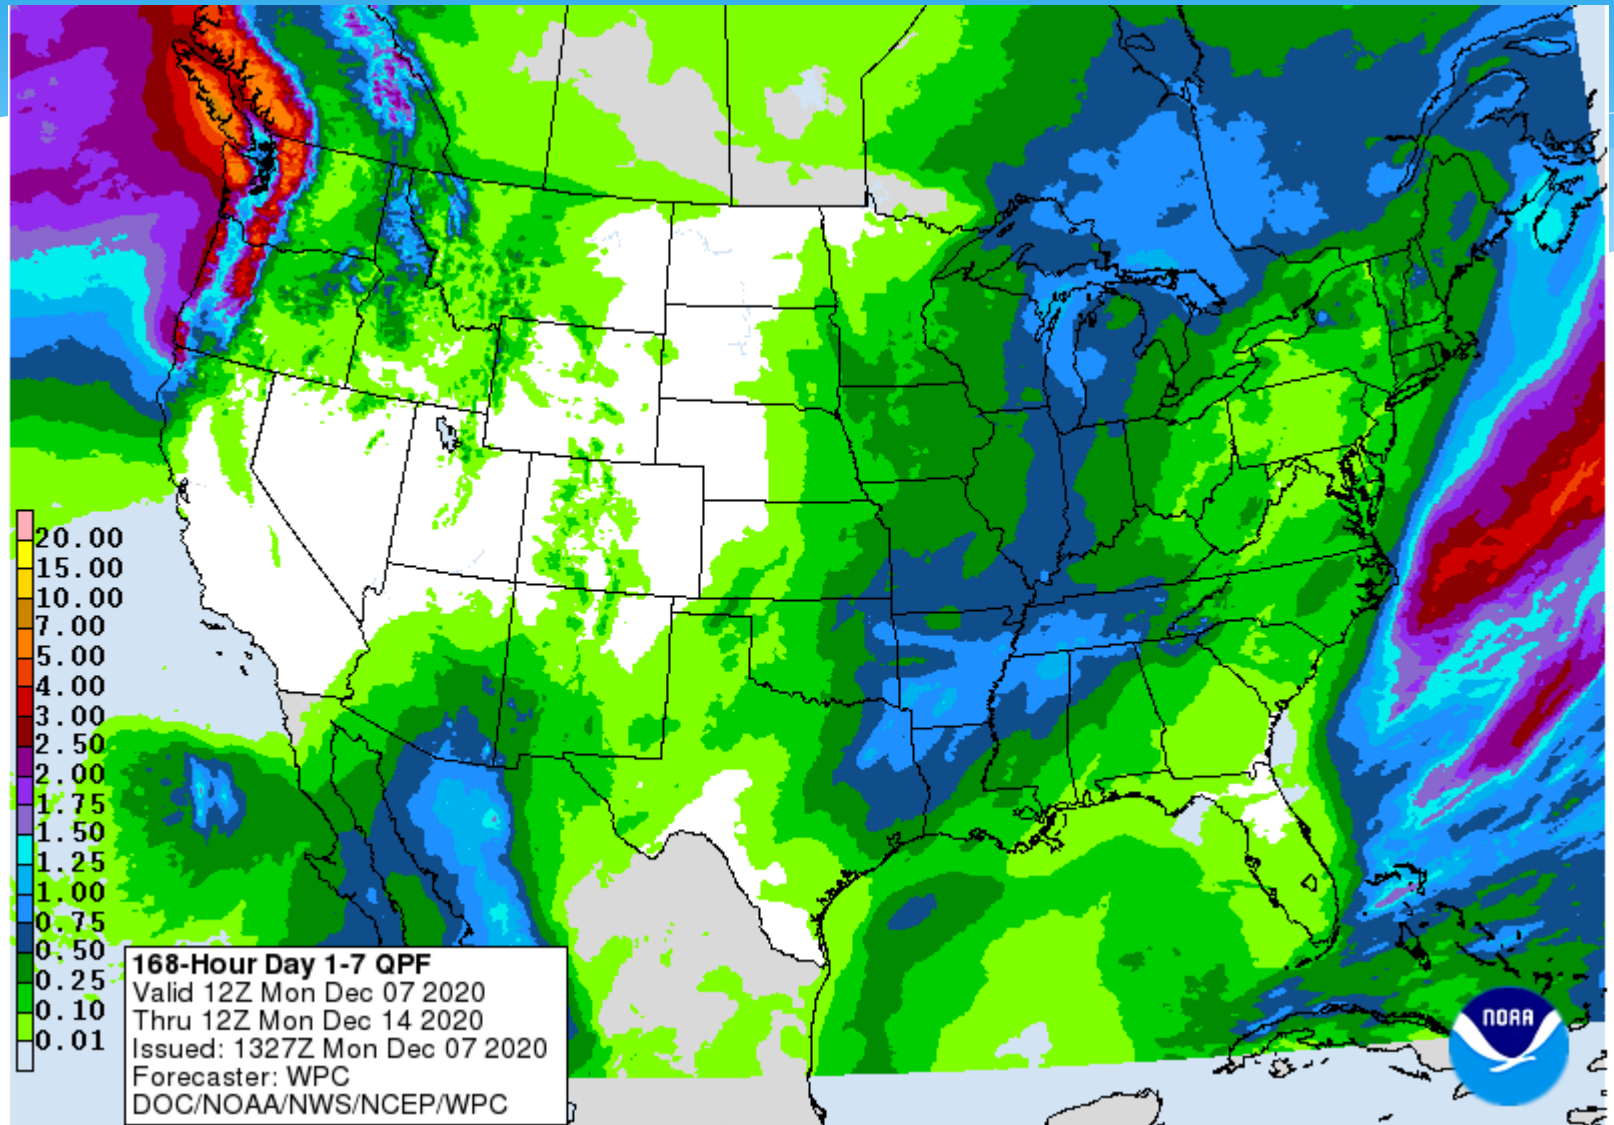 20.00
15.00
10.00
7.00
5.00
4.00
3.00
2.50
2.00
1.75
1.50
1.25
1.00
0.75
0.50
0.25
0.10
0.01
168-Hour Day 1-7 QPF
Valid 12Z Mon Dec 07 2020
Thru 12Z Mon Dec 14 2020
Issued: 1327Z Mon Dec 07 2020
Forecaster: WPC
DOC/NOAA/NWS/NCEP/WPC
NOAA